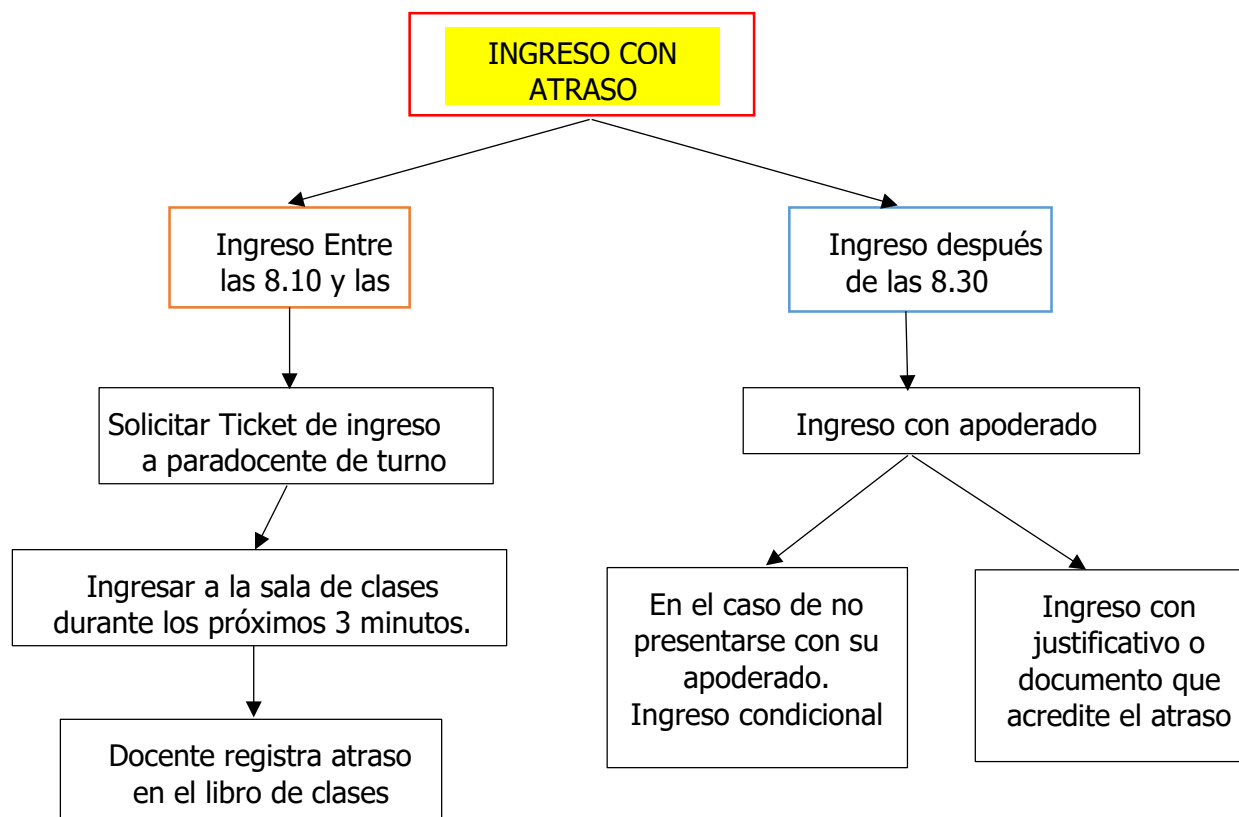 INGRESO CON
ATRASO
Ingreso Entre
las 8.10 y las
Ingreso después
de las 8.30
Solicitar Ticket de ingreso
a paradocente de turno
Ingreso con apoderado
Ingresar a la sala de clases
durante los próximos 3 minutos.
En el caso de no
presentarse con su
apoderado.
Ingreso condicional
Ingreso con
justificativo o
documento que
acredite el atraso
Docente registra atraso
en el libro de clases